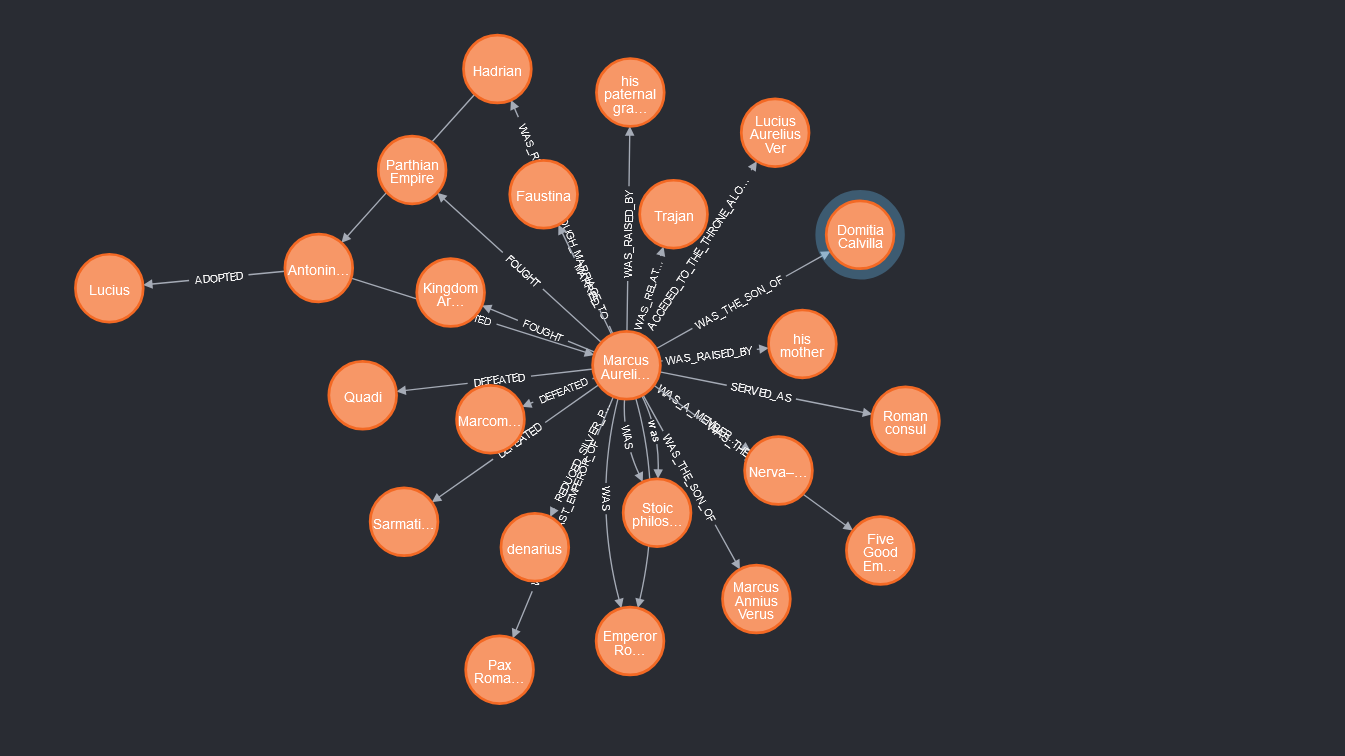 Hadrian
his
paternal
gra...
Lucius
Aurelius
Ver
Parthian
Empire
WAS_R
Faustina
Trajan
WAS_RAISED_BY
ACCEDED_TO_THE_THRONE_ALO...
Domitia
Calvilla
OUGH_MARRIAGE_TO
WAS_RELAT...
FOUGHT
Antonin...
ADOPTED
Lucius
Kingdom
Ar...
TED
FOUGHT
WAS_THE_SON_OF
his
mother
WAS_RAISED_BY
Marcus
Aureli...
DEFEATED
Quadi
DEFEATED
Marcom...
SERVED_AS
Roman
consul
WAS_A_MEMBER
WAS_THE
Nerva–...
WAS
was
WAS_THE_SON_OF
REDUCED_SILVER_P...
ST_EMPEROR_OF
Sarmati...
WAS
Stoic
philos...
denarius
Five
Good
Em...
Marcus
Annius
Verus
Emperor
Ro...
Pax
Roma...